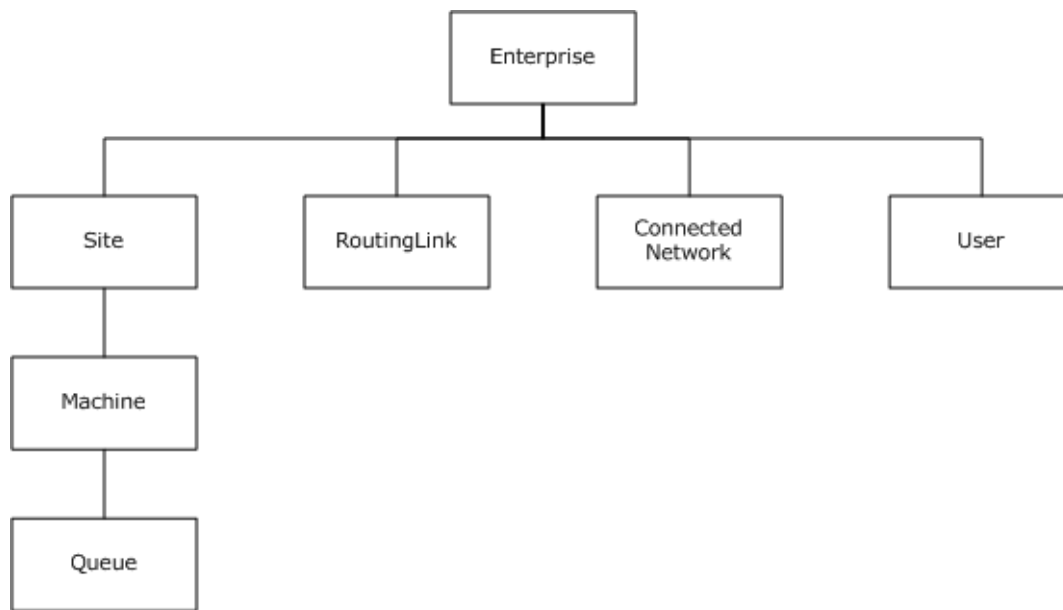 Enterprise
Site
RoutingLink
Connected
Network
User
Machine
Queue